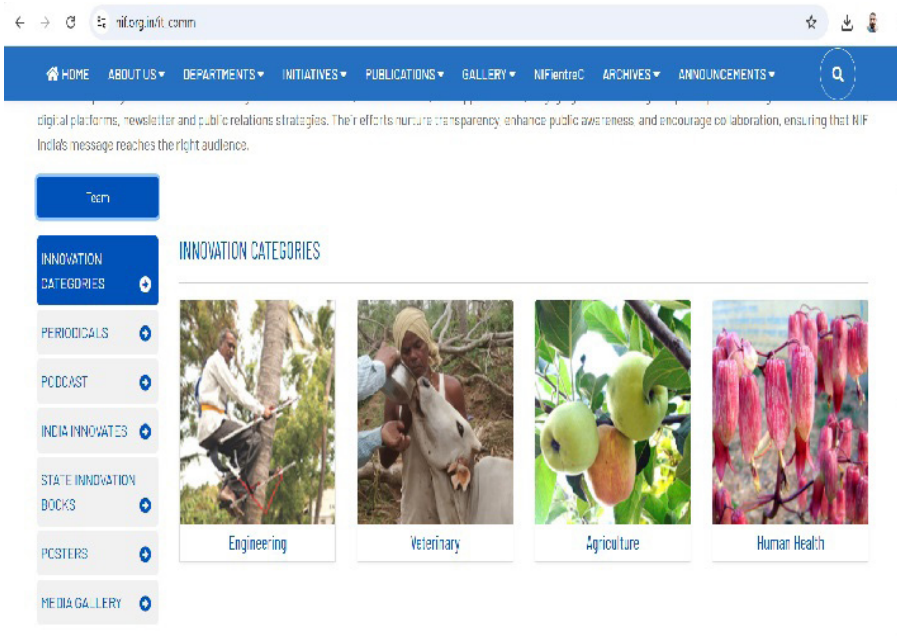 nif.org.in/it_comm
HOME ABOUT US DEPARTMENTS INITIATIVES PUBLICATIONS GALLERY NIFientreC ARCHIVES ANNOUNCEMENTS
digital platforms, newsletter and public relations strategies. Their efforts nurture transparency, enhance public awareness, and encourage collaboration, ensuring that NIF
India's message reaches the right audience.
Team
INNOVATION
CATEGORIES
PERIODICALS
PODCAST
INDIA INNOVATES
STATE INNOVATION
BOOKS
POSTERS
MEDIA GALLERY
INNOVATION CATEGORIES
Engineering
Veterinary
Agriculture
Human Health